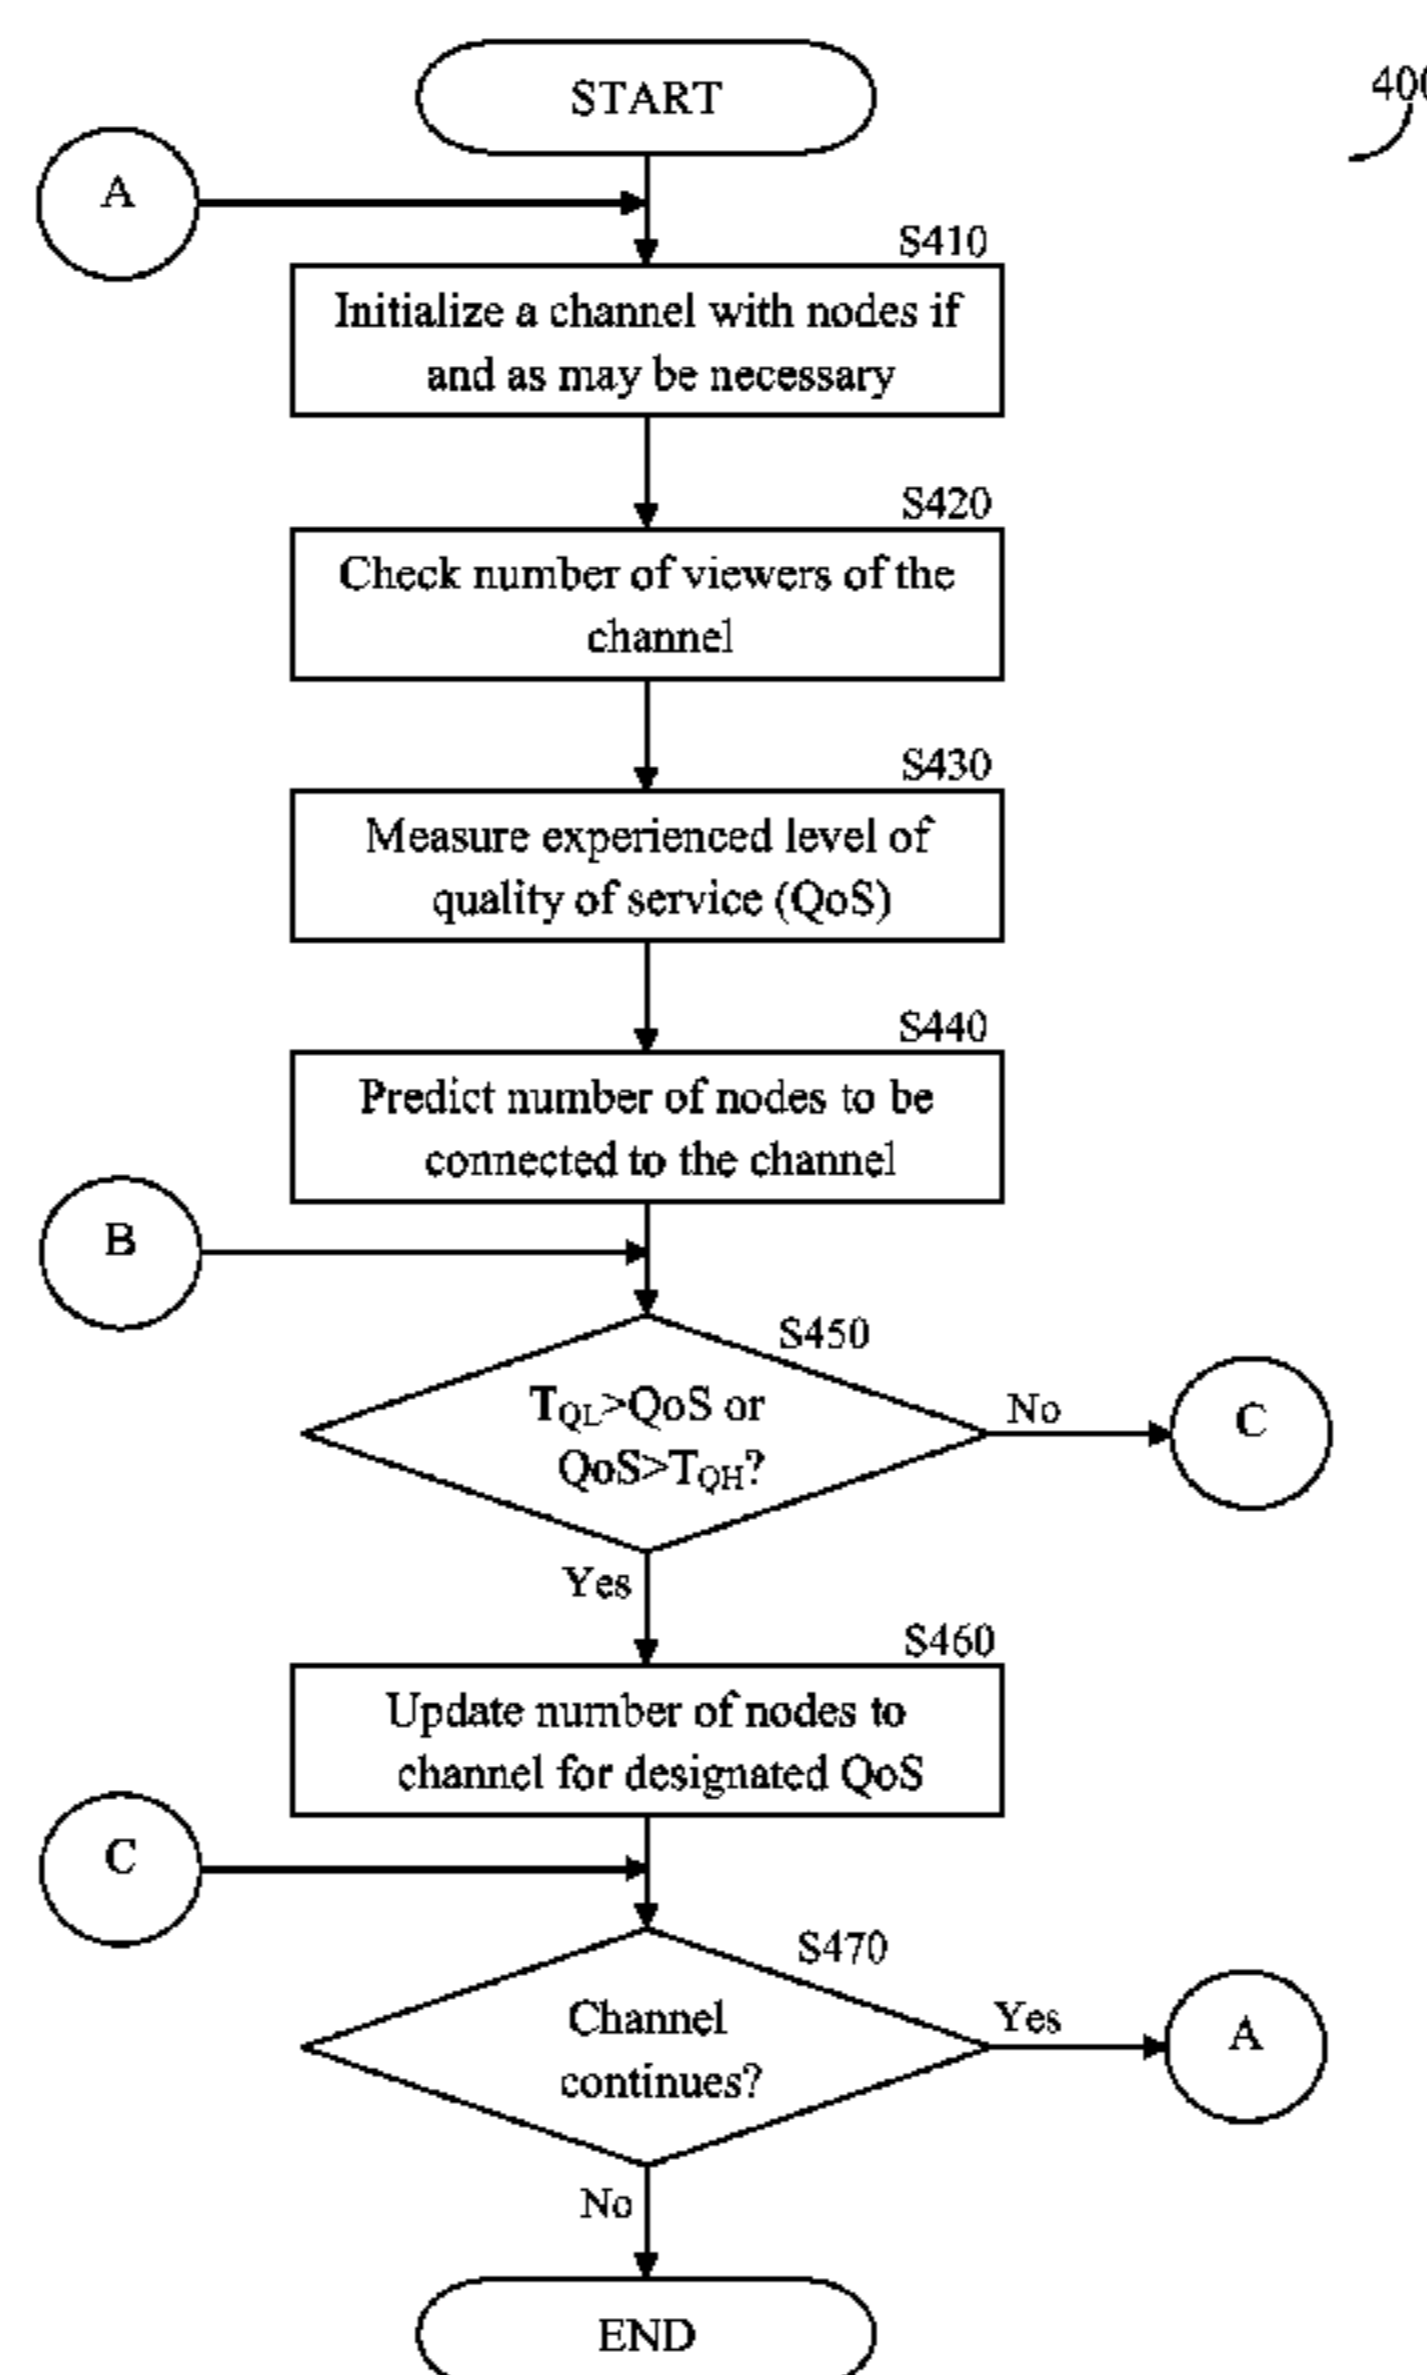 START
400
A
S410
Initialize a channel with nodes if
and as may be necessary
S420
Check number of viewers of the
channel
S430
Measure experienced level of
quality of service (QoS)
S440
Predict number of nodes to be
connected to the channel
B
S450
TQL>QoS or
QoS>TQH?
No
C
Yes
S460
Update number of nodes to
channel for designated QoS
C
S470
Channel
continues?
Yes
A
No
END